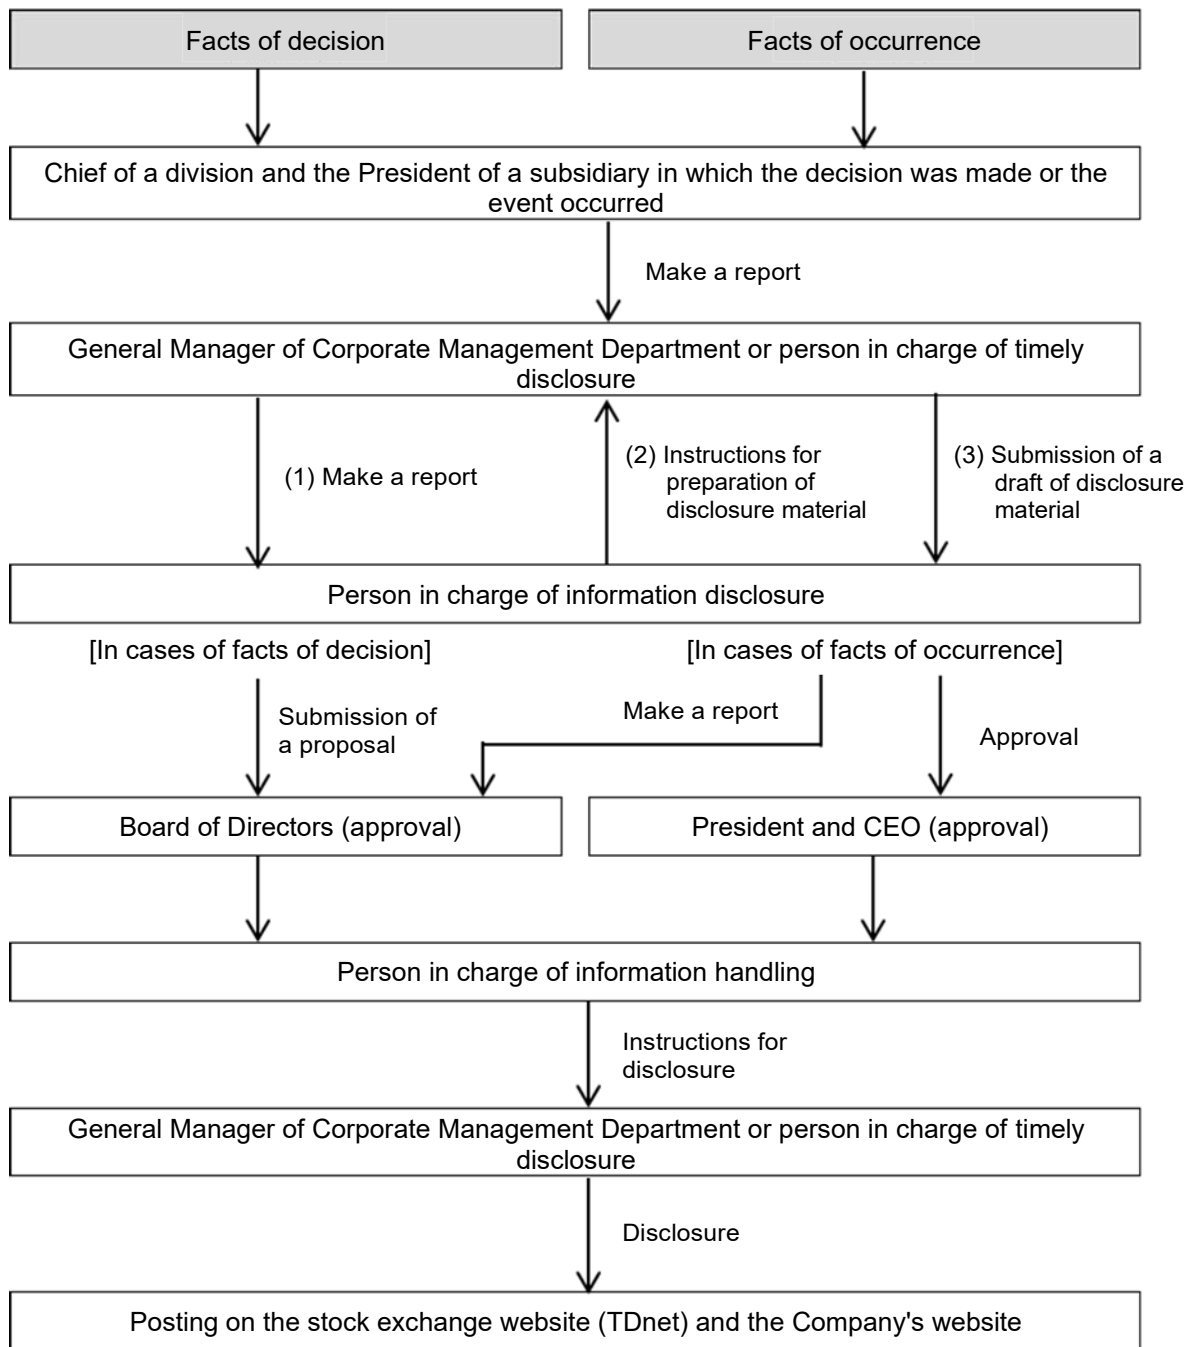 Facts of decision
Facts of occurrence
Chief of a division and the President of a subsidiary in which the decision was made or the
event occurred
Make a report
General Manager of Corporate Management Department or person in charge of timely
disclosure
(1) Make a report
(2) Instructions for
preparation of
disclosure material
(3) Submission of a
draft of disclosure
material
Person in charge of information disclosure
[In cases of facts of decision]
[In cases of facts of occurrence]
Submission of
a proposal
Make a report
Approval
Board of Directors (approval)
President and CEO (approval)
Person in charge of information handling
Instructions for
disclosure
General Manager of Corporate Management Department or person in charge of timely
disclosure
Disclosure
Posting on the stock exchange website (TDnet) and the Company's website